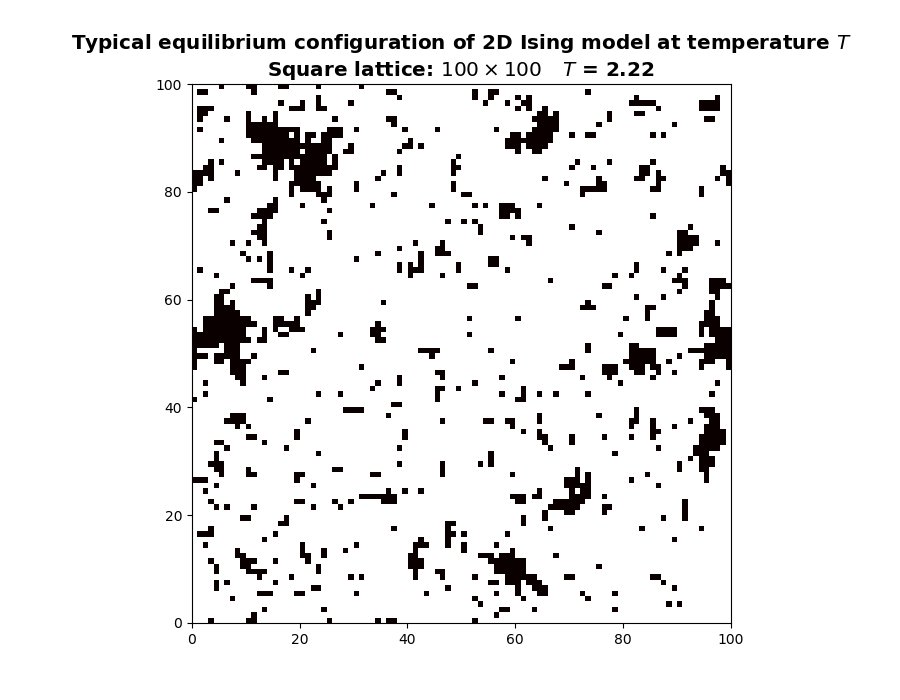 Typical equilibrium configuration of 2D Ising model at temperature T
Square lattice: 100 × 100 T = 2.22
100
80
60
40
20
0
0 20 40 60 80 100